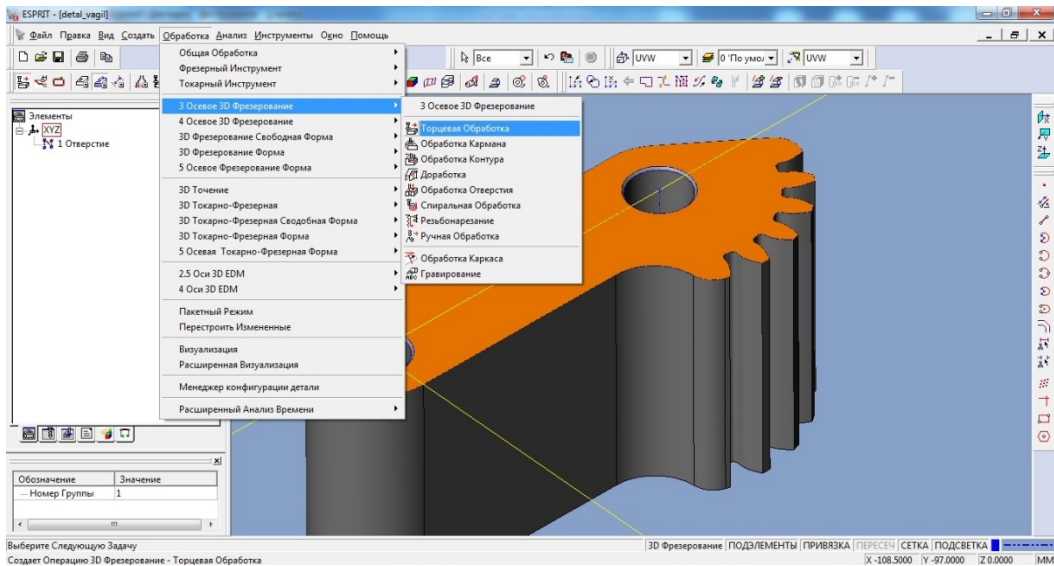 ESPRIT - [detal_vagil]
Файл Правка Вид Создать Обработка Анализ Инструменты Окно Помощь
Все
UVW
0 'По умол
UVW
Элементы
XYZ
1 Отверстие
Общая Обработка
Фрезерный Инструмент
Токарный Инструмент
3 Осевое 3D Фрезерование
4 Осевое 3D Фрезерование
3D Фрезерование Свободная Форма
3D Фрезерование Форма
5 Осевое Фрезерование Форма
3D Точение
3D Токарно-Фрезерная
3D Токарно-Фрезерная Сводобная Форма
3D Токарно-Фрезерная Форма
5 Осевая Токарно-Фрезерная Форма
2.5 Оси 3D EDM
4 Оси 3D EDM
Пакетный Режим
Перестроить Измененные
Визуализация
Расширенная Визуализация
Менеджер конфигурации детали
Расширенный Анализ Времени
3 Осевое 3D Фрезерование
Торцевая Обработка
Обработка Кармана
Обработка Контура
Доработка
Обработка Отверстия
Спиральная Обработка
Резьбонарезание
Ручная Обработка
Обработка Каркаса
Гравирование
Обозначение Значение
Номер Группы 1
Выберите Следующую Задачу
3D Фрезерование ПОДЭЛЕМЕНТЫ ПРИВЯЗКА ПЕРЕСЕЧ СЕТКА ПОДСВЕТКА
Создает Операцию 3D Фрезерование - Торцевая Обработка
X -108.5000 Y -97.0000 Z 0.0000 MM